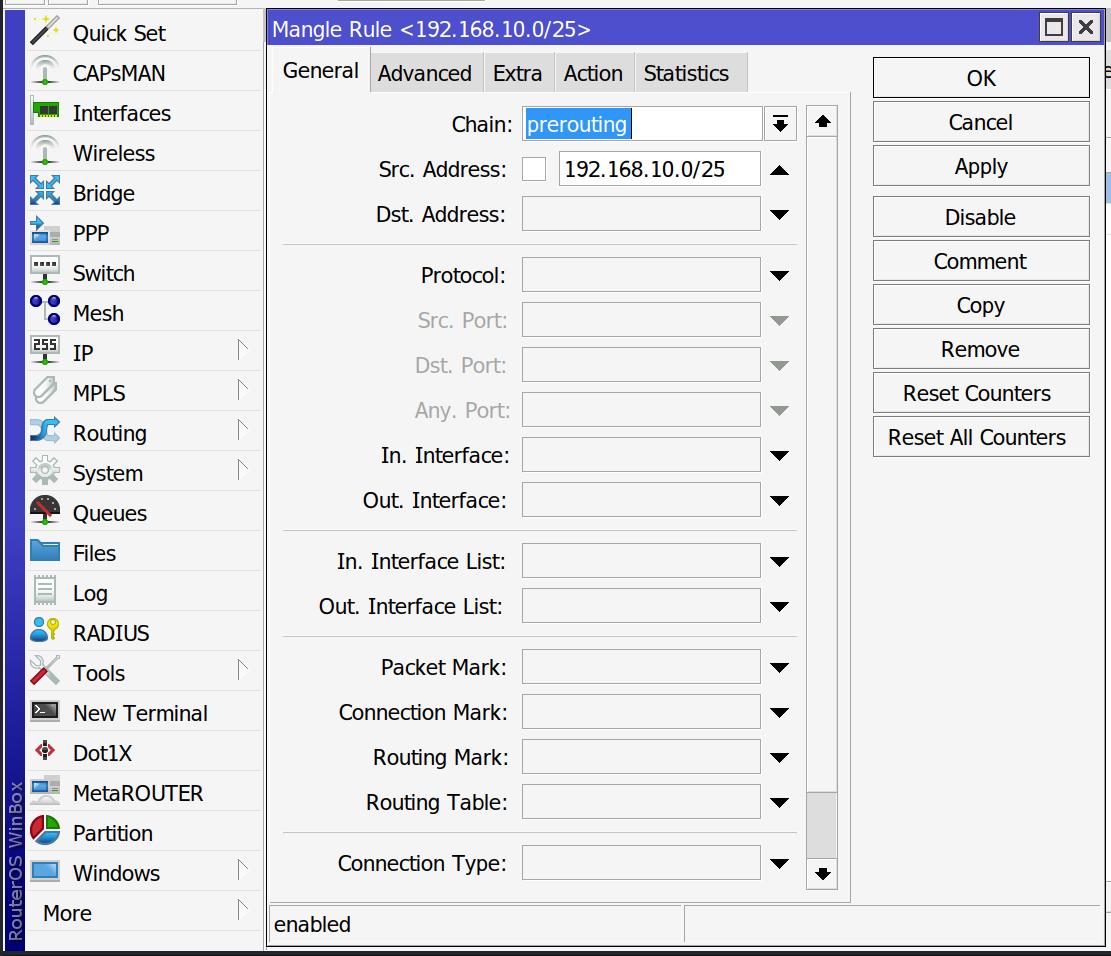 Mangle Rule <192.168.10.0/25>
Quick Set
CAPsMAN
Interfaces
Wireless
Bridge
PPP
Switch
Mesh
255
IP
MPLS
Routing
System
Queues
Files
Log
RADIUS
Tools
New Terminal
Dot1X
MetaROUTER
Partition
Windows
More
RouterOS WinBox
General Advanced Extra Action Statistics
Chain: prerouting
Src. Address: 192.168.10.0/25
Dst. Address:
Protocol:
Src. Port:
Dst. Port:
Any. Port:
In. Interface:
Out. Interface:
In. Interface List:
Out. Interface List:
Packet Mark:
Connection Mark:
Routing Mark:
Routing Table:
Connection Type:
OK
Cancel
Apply
Disable
Comment
Copy
Remove
Reset Counters
Reset All Counters
enabled